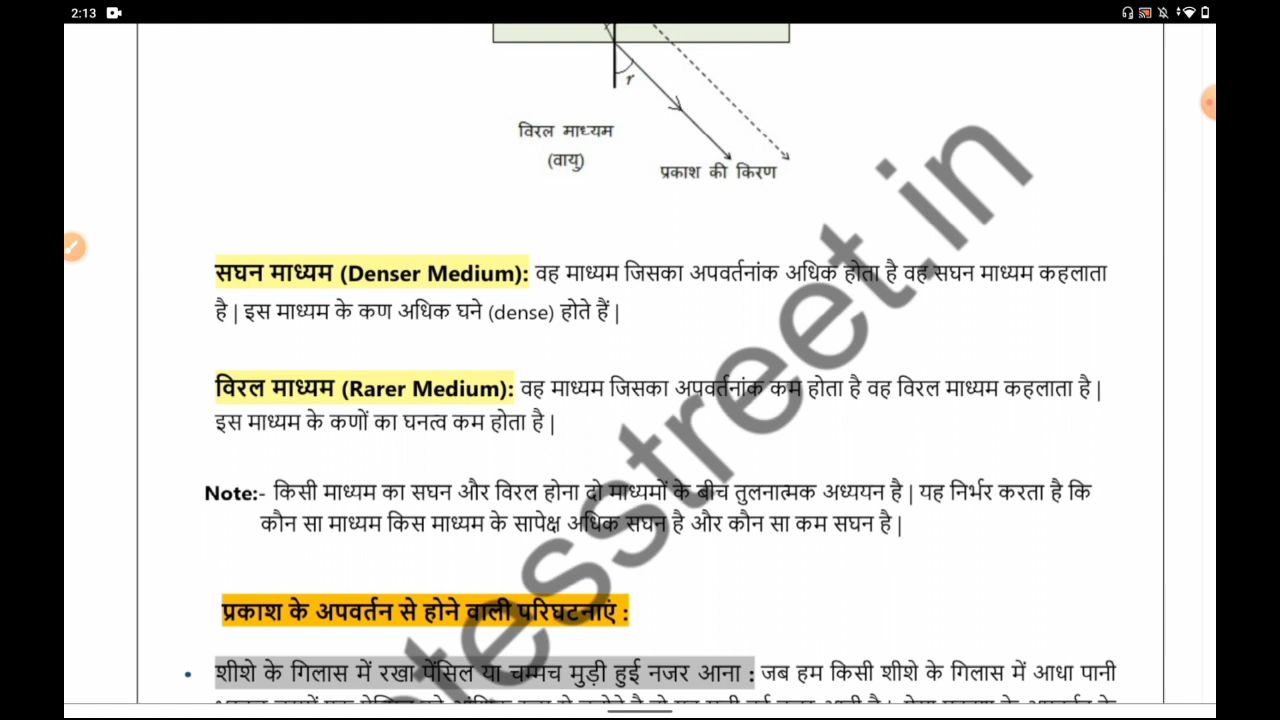 2:13
r
विरल माध्यम
(वायु)
प्रकाश की किरण
सघन माध्यम (Denser Medium): वह माध्यम जिसका अपवर्तनांक अधिक होता है वह सघन माध्यम कहलाता
है | इस माध्यम के कण अधिक घने (dense) होते हैं |
विरल माध्यम (Rarer Medium): वह माध्यम जिसका अपवर्तनांक कम होता है वह विरल माध्यम कहलाता है |
इस माध्यम के कणों का घनत्व कम होता है |
Note:- किसी माध्यम का सघन और विरल होना दो माध्यमों के बीच तुलनात्मक अध्ययन है | यह निर्भर करता है कि
कौन सा माध्यम किस माध्यम के सापेक्ष अधिक सघन है और कौन सा कम सघन है |
प्रकाश के अपवर्तन से होने वाली परिघटनाएं :
• शीशे के गिलास में रखा पेंसिल या चम्मच मुड़ी हुई नजर आना : जब हम किसी शीशे के गिलास में आधा पानी
tesstreet.in